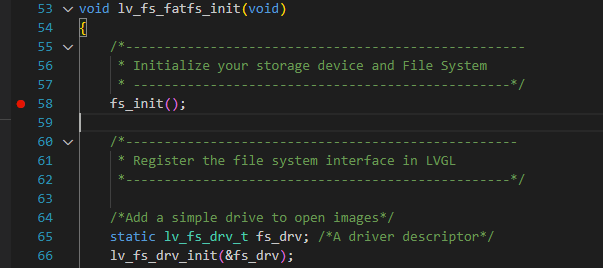 53 void lv_fs_fatfs_init(void)
54 {
55 /*----------------------------------------------------
56 * Initialize your storage device and File System
57 * -------------------------------------------------*/
58 fs_init();
59
60 /*---------------------------------------------------
61 * Register the file system interface in LVGL
62 *--------------------------------------------------*/
63
64 /*Add a simple drive to open images*/
65 static lv_fs_drv_t fs_drv; /*A driver descriptor*/
66 lv_fs_drv_init(&fs_drv);